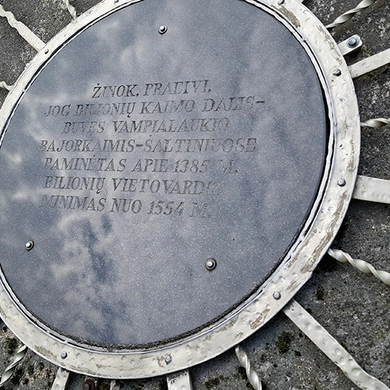 ŽINOK, PRAEIVI,
JOG BILIONIŲ KAIMO DALIS–
BUVĘS VAMPIALAUKIO
BAJORKAIMIS–ŠALTINIUOSE
PAMINĖTAS APIE 1385 M.
BILIONIŲ VIETOVARDIS
MINIMAS NUO 1554 M.